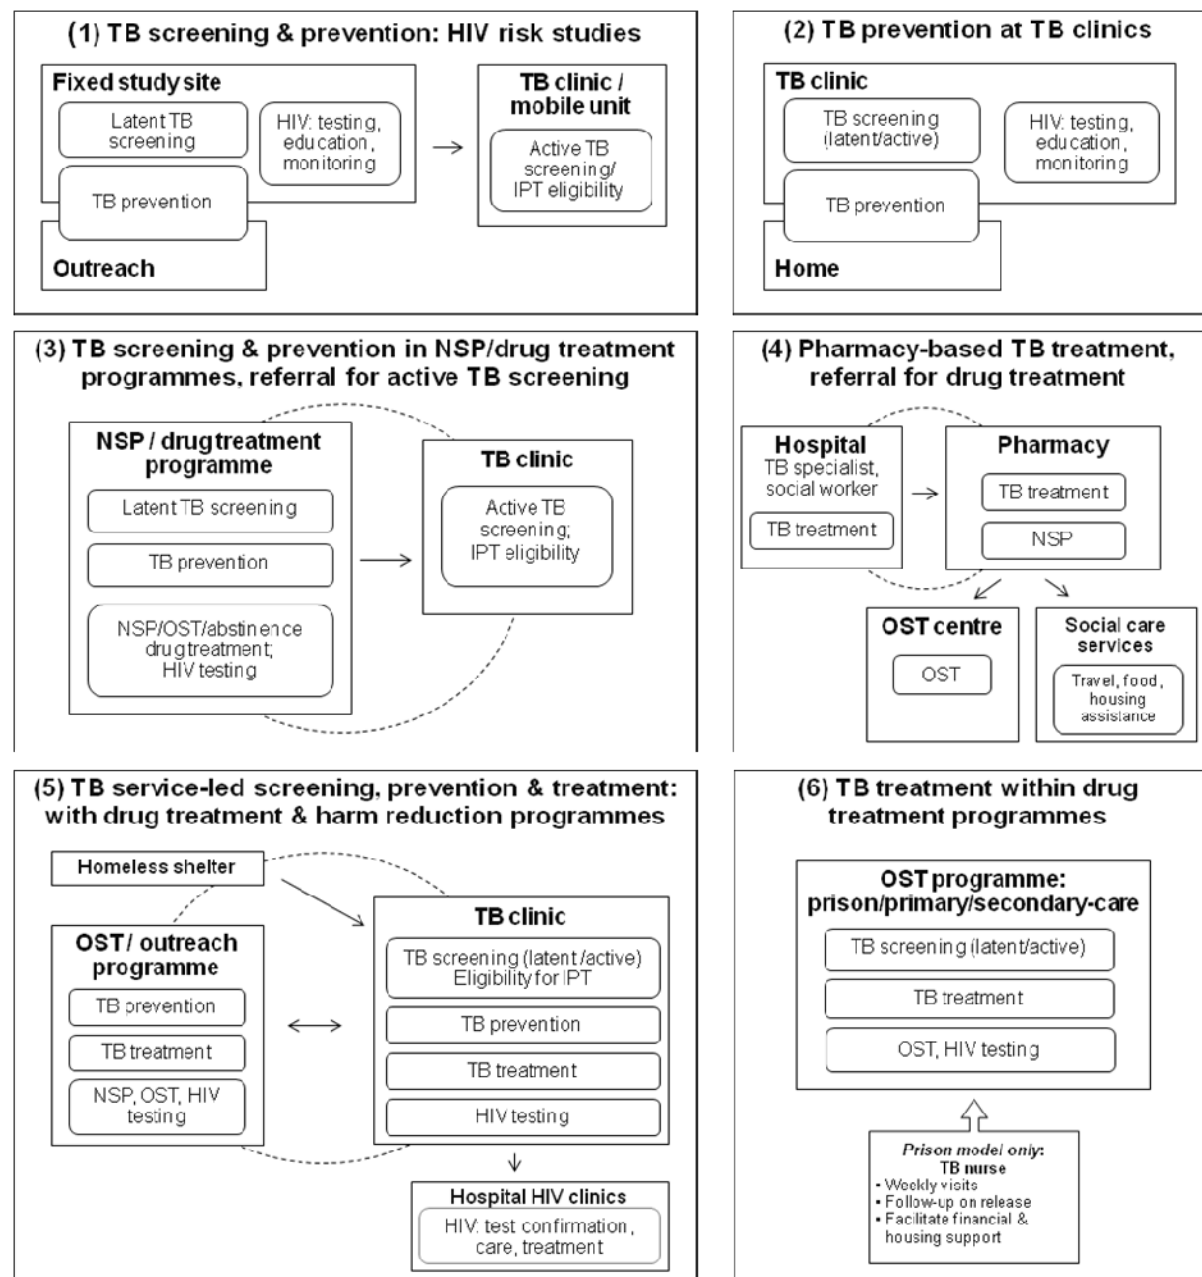 (1) TB screening & prevention: HIV risk studies
Fixed study site
Latent TB
screening
HIV: testing,
education,
monitoring
TB prevention
Outreach
TB clinic /
mobile unit
Active TB
screening/
IPT eligibility
(2) TB prevention at TB clinics
TB clinic
TB screening
(latent/active)
HIV: testing,
education,
monitoring
TB prevention
Home
(3) TB screening & prevention in NSP/drug treatment
programmes, referral for active TB screening
NSP / drug treatment
programme
Latent TB screening
TB prevention
NSP/OST/abstinence
drug treatment;
HIV testing
TB clinic
Active TB
screening;
IPT eligibility
(4) Pharmacy-based TB treatment,
referral for drug treatment
Hospital
TB specialist,
social worker
TB treatment
Pharmacy
TB treatment
NSP
OST centre
OST
Social care
services
Travel, food,
housing
assistance
(5) TB service-led screening, prevention & treatment:
with drug treatment & harm reduction programmes
Homeless shelter
OST / outreach
programme
TB prevention
TB treatment
NSP, OST, HIV
testing
TB clinic
TB screening (latent /active)
Eligibility for IPT
TB prevention
TB treatment
HIV testing
Hospital HIV clinics
HIV: test confirmation,
care, treatment
(6) TB treatment within drug
treatment programmes
OST programme:
prison/primary/secondary-care
TB screening (latent/active)
TB treatment
OST, HIV testing
Prison model only:
TB nurse
• Weekly visits
• Follow-up on release
• Facilitate financial &
housing support